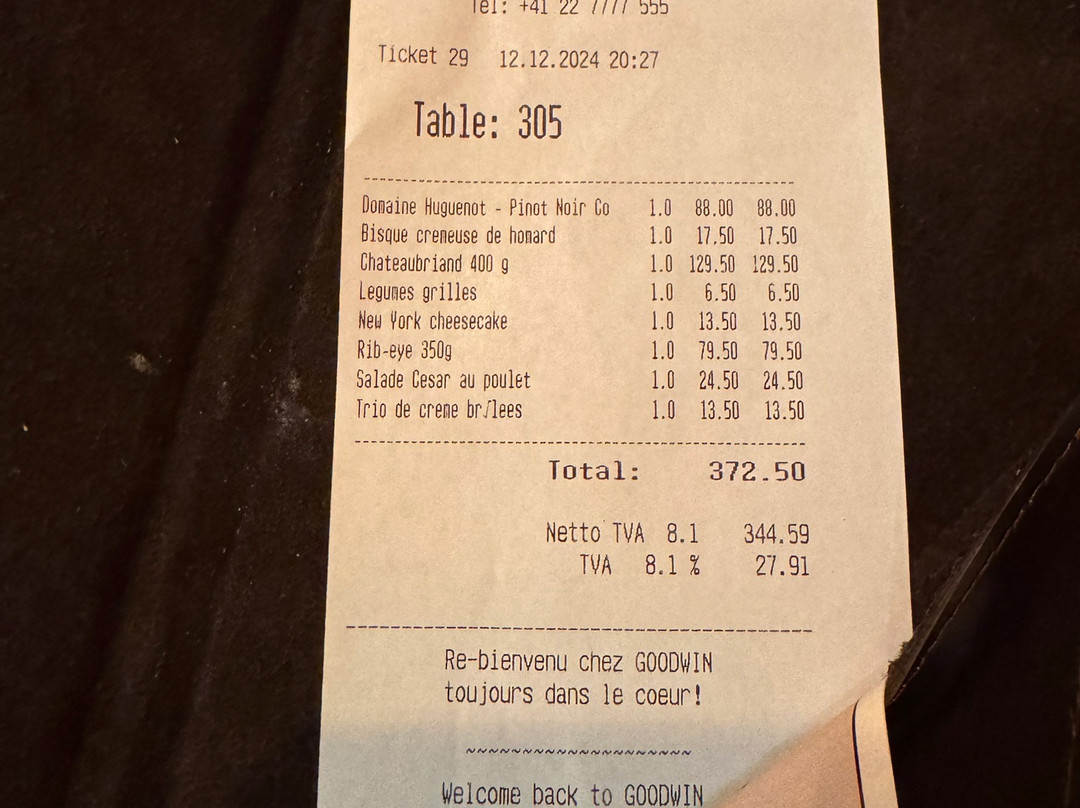 Tel: +41 22 7777 555
Ticket 29 12.12.2024 20:27
Table: 305
Domaine Huguenot - Pinot Noir Co 1.0 88.00 88.00
Bisque cremeuse de homard 1.0 17.50 17.50
Chateaubriand 400 g 1.0 129.50 129.50
Legumes grilles 1.0 6.50 6.50
New York cheesecake 1.0 13.50 13.50
Rib-eye 350g 1.0 79.50 79.50
Salade Cesar au poulet 1.0 24.50 24.50
Trio de creme br⌠lees 1.0 13.50 13.50
Total: 372.50
Netto TVA 8.1 344.59
TVA 8.1 % 27.91
Re-bienvenu chez GOODWIN
toujours dans le coeur!
~~~~~~~~~~~~~~~~~~~~
Welcome back to GOODWIN